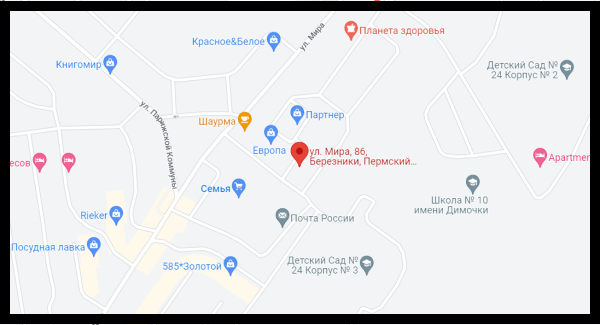 Планета здоровья
ул. Мира
Красное&Белое
Книгомир
Детский Сад №
24 Корпус № 2
ул. Парижской Коммуны
Партнер
Шаурма
Европа
ул. Мира, 86,
Березники, Пермский...
есов
Apartmen
Семья
Школа № 10
имени Димочки
Rieker
Почта России
Посудная лавка
585*Золотой
Детский Сад №
24 Корпус № 3